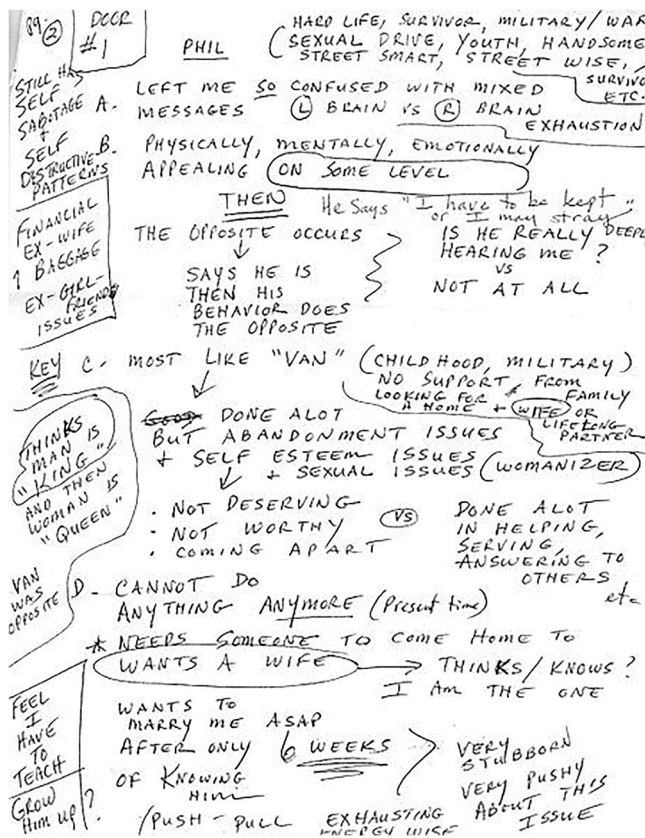 89. ②
DOOR
#1
PHIL
HARD LIFE, SURVIVOR, MILITARY/WAR
(SEXUAL DRIVE, YOUTH, HANDSOME
STREET SMART, STREET WISE,
SURVIVOR
ETC.
STILL HAS
SELF
SABOTAGE
+
SELF
DISTRUCTIVE
PATTERNS
A. LEFT ME SO CONFUSED WITH MIXED
MESSAGES Ⓛ BRAIN VS Ⓡ BRAIN
EXHAUSTION
B. PHYSICALLY, MENTALLY, EMOTIONALLY
APPEALING ON SOME LEVEL
FINANCIAL
EX-WIFE
↑ BAGGAGE
EX-GIRL-
FRIEND
ISSUES
THEN
He Says "I have to be kept"
or I may stray
THE OPPOSITE OCCURS
↓
SAYS HE IS
THEN HIS
BEHAVIOR DOES
THE OPPOSITE
IS HE REALLY DEEPLY
HEARING ME?
VS
NOT AT ALL
KEY C. MOST LIKE "VAN" (CHILDHOOD, MILITARY)
NO SUPPORT, FROM
FAMILY
LOOKING FOR
A HOME + WIFE OR
LIFELONG
PARTNER
DONE ALOT
BUT ABANDONMENT ISSUES
+ SELF ESTEEM ISSUES
+ SEXUAL ISSUES (WOMANIZER)
THINKS
MAN IS
"KING"
AND THEN
WOMAN IS
"QUEEN"
VAN
WAS
OPPOSITE
· NOT DESERVING
· NOT WORTHY
· COMING APART
VS
DONE ALOT
IN HELPING,
SERVING,
ANSWERING TO
OTHERS
etc
D - CANNOT DO
ANYTHING ANYMORE (Present time)
* NEEDS SOMEONE TO COME HOME TO
WANTS A WIFE → THINKS/KNOWS?
I AM THE ONE
FEEL
I
HAVE
TO
TEACH
GROW
Him up?
WANTS TO
MARRY ME ASAP
AFTER ONLY 6 WEEKS
OF KNOWING
HIM
VERY
STUBBORN
VERY PUSHY
ABOUT THIS
ISSUE
/PUSH - PULL EXHAUSTING
ENERGY WISE